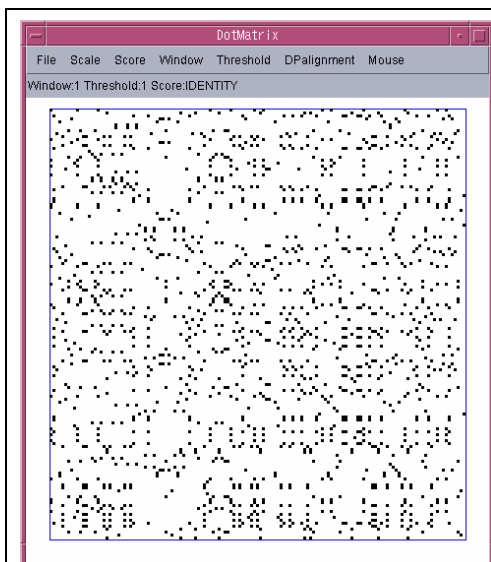 DotMatrix
File Scale Score Window Threshold DPalignment Mouse
Window:1 Threshold:1 Score:IDENTITY